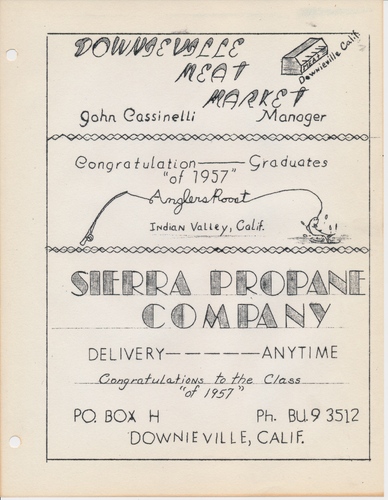 DOWNIEVILLE
MEAT
MARKET
MEAT
Downieville Calif.
John Cassinelli Manager
Congratulation——Graduates
"of 1957"
Anglers Roost
INDIAN VALLEY, CALIF.
SIERRA PROPANE
COMPANY
DELIVERY-----ANYTIME
Congratulations to the Class
"of 1957"
P.O. BOX H Ph. BU.9 3512
DOWNIEVILLE, CALIF.